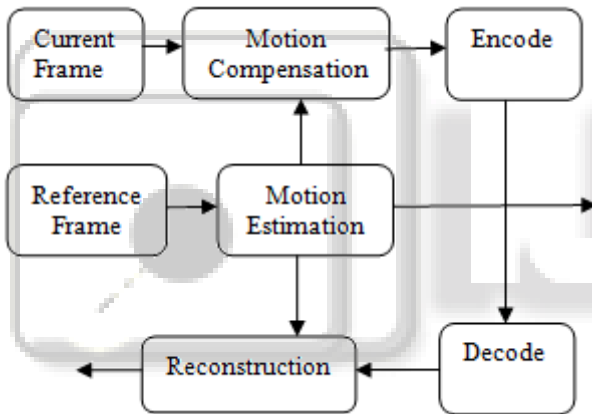 Current
Frame
Motion
Compensation
Encode
Reference
Frame
Motion
Estimation
Reconstruction
Decode